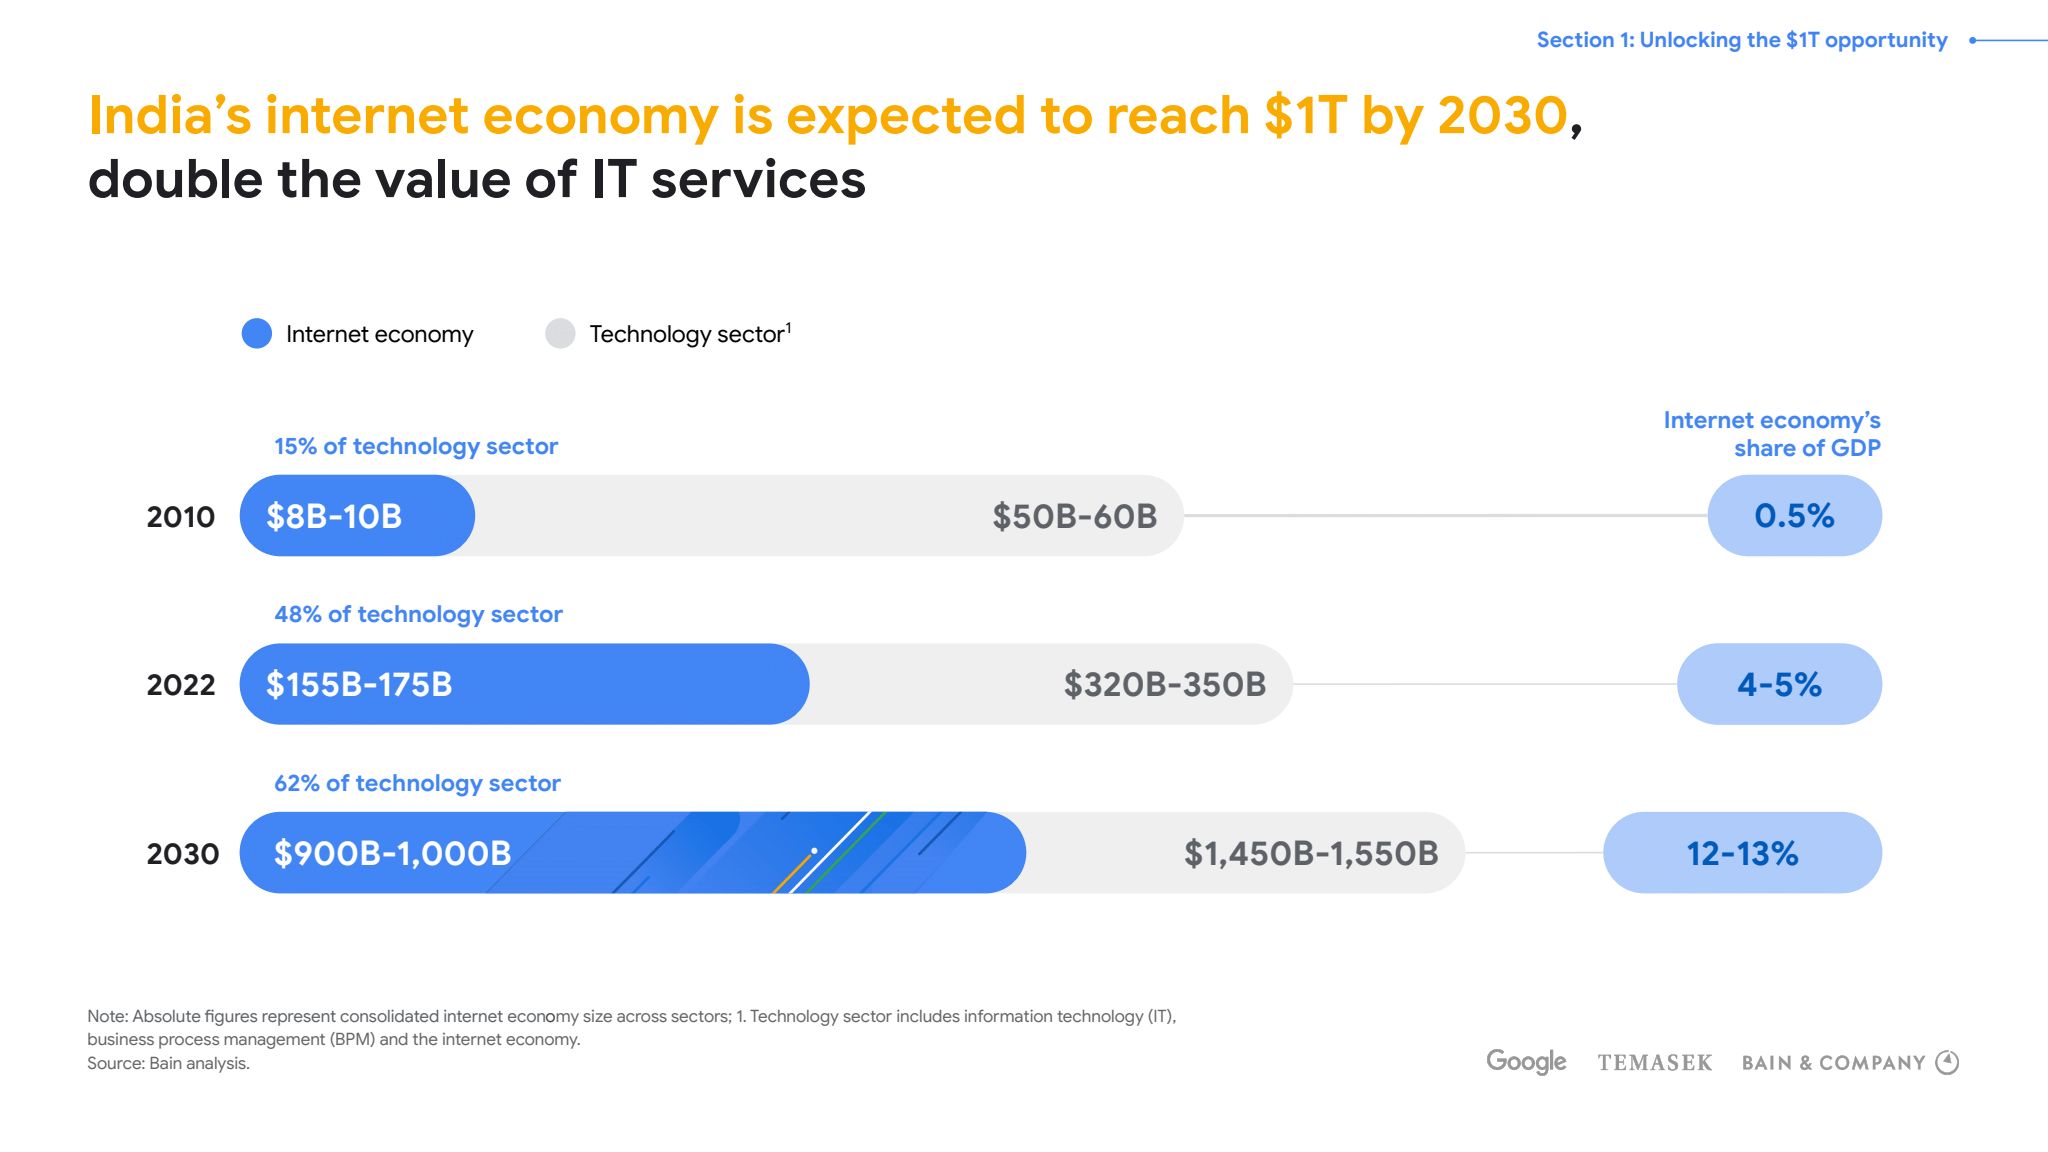 Section 1: Unlocking the $1T opportunity
India’s internet economy is expected to reach $1T by 2030,
double the value of IT services
Internet economy
Technology sector¹
Internet economy’s
share of GDP
15% of technology sector
2010
$8B-10B
$50B-60B
0.5%
48% of technology sector
2022
$155B-175B
$320B-350B
4-5%
62% of technology sector
2030
$900B-1,000B
$1,450B-1,550B
12-13%
Note: Absolute figures represent consolidated internet economy size across sectors; 1. Technology sector includes information technology (IT),
business process management (BPM) and the internet economy.
Source: Bain analysis.
Google
TEMASEK
BAIN & COMPANY